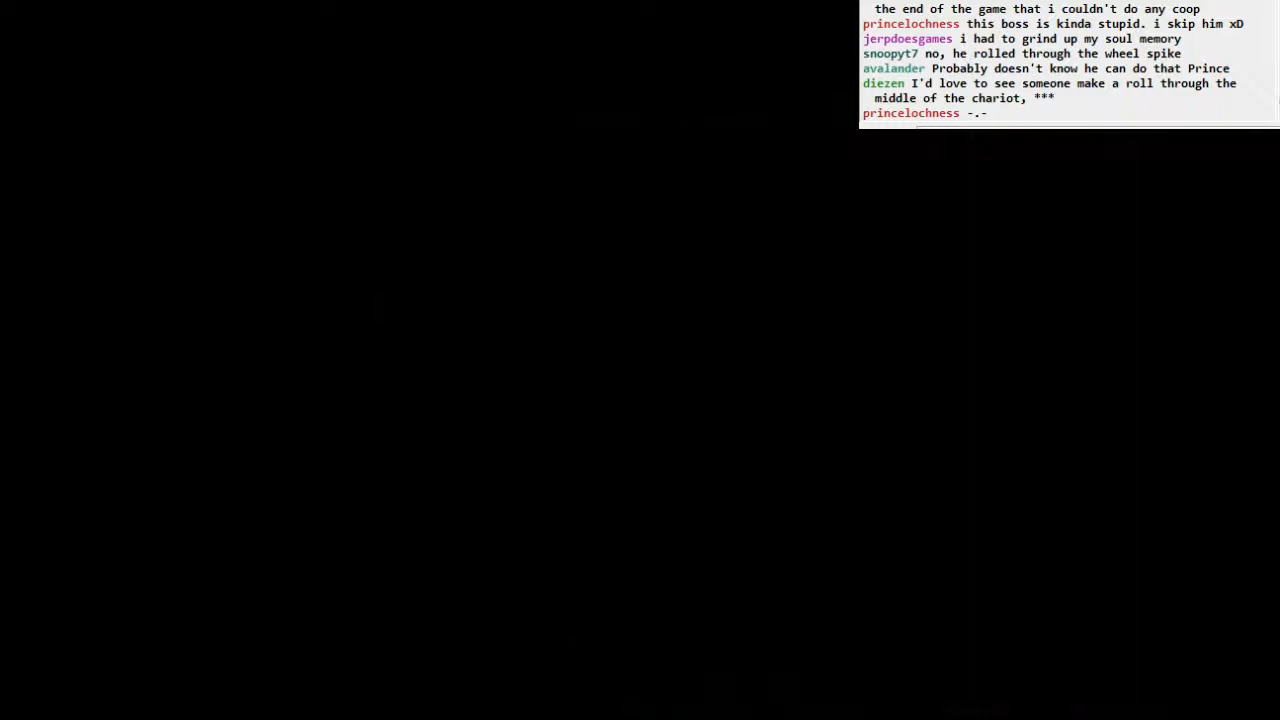 the end of the game that i couldn't do any coop
princelochness this boss is kinda stupid. i skip him xD
jerpdoesgames i had to grind up my soul memory
snoopyt7 no, he rolled through the wheel spike
avalander Probably doesn't know he can do that Prince
diezen I'd love to see someone make a roll through the
middle of the chariot, ***
princelochness -.-